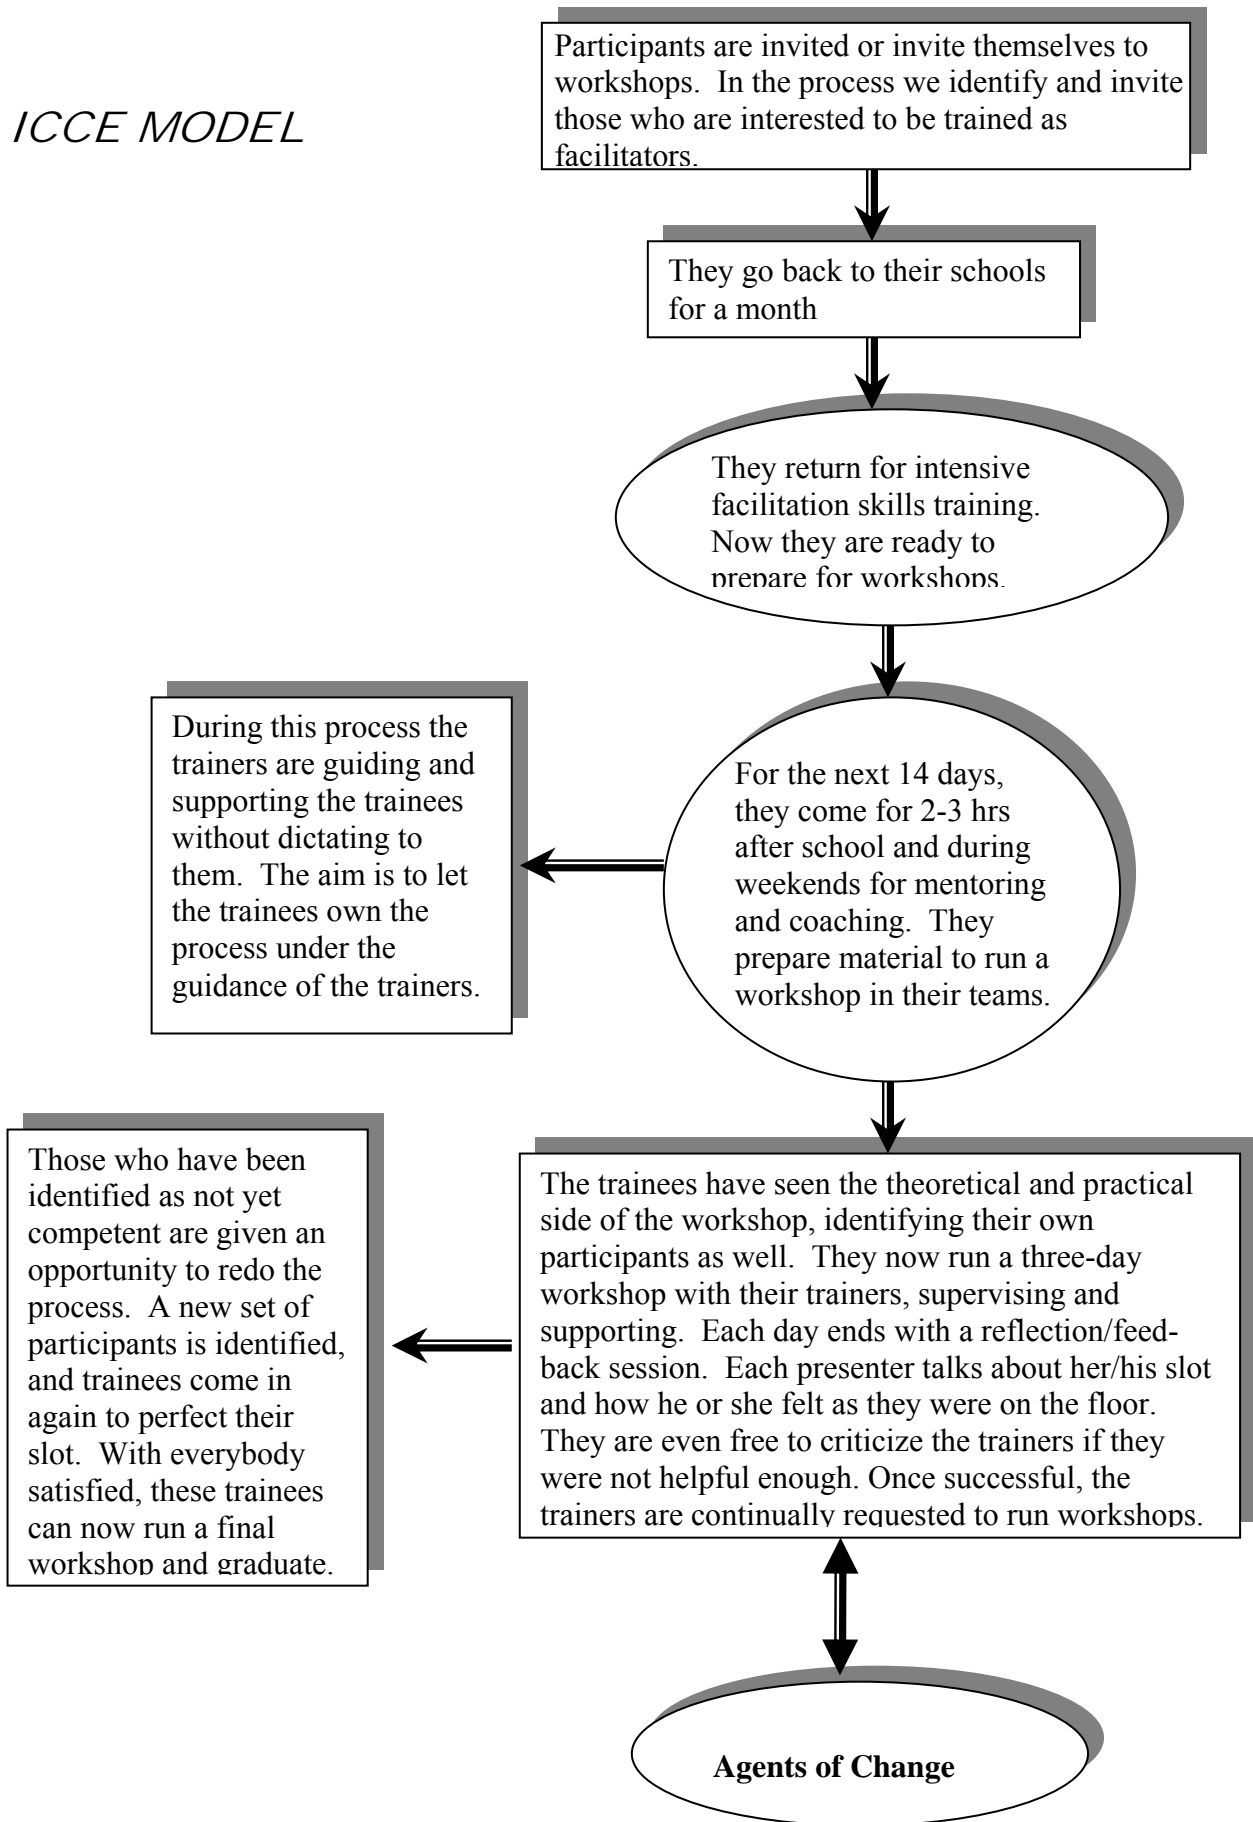 ICCE MODEL
Participants are invited or invite themselves to
workshops. In the process we identify and invite
those who are interested to be trained as
facilitators.
They go back to their schools
for a month
They return for intensive
facilitation skills training.
Now they are ready to
prepare for workshops.
For the next 14 days,
they come for 2-3 hrs
after school and during
weekends for mentoring
and coaching. They
prepare material to run a
workshop in their teams.
During this process the
trainers are guiding and
supporting the trainees
without dictating to
them. The aim is to let
the trainees own the
process under the
guidance of the trainers.
The trainees have seen the theoretical and practical
side of the workshop, identifying their own
participants as well. They now run a three-day
workshop with their trainers, supervising and
supporting. Each day ends with a reflection/feed-
back session. Each presenter talks about her/his slot
and how he or she felt as they were on the floor.
They are even free to criticize the trainers if they
were not helpful enough. Once successful, the
trainers are continually requested to run workshops.
Those who have been
identified as not yet
competent are given an
opportunity to redo the
process. A new set of
participants is identified,
and trainees come in
again to perfect their
slot. With everybody
satisfied, these trainees
can now run a final
workshop and graduate.
Agents of Change